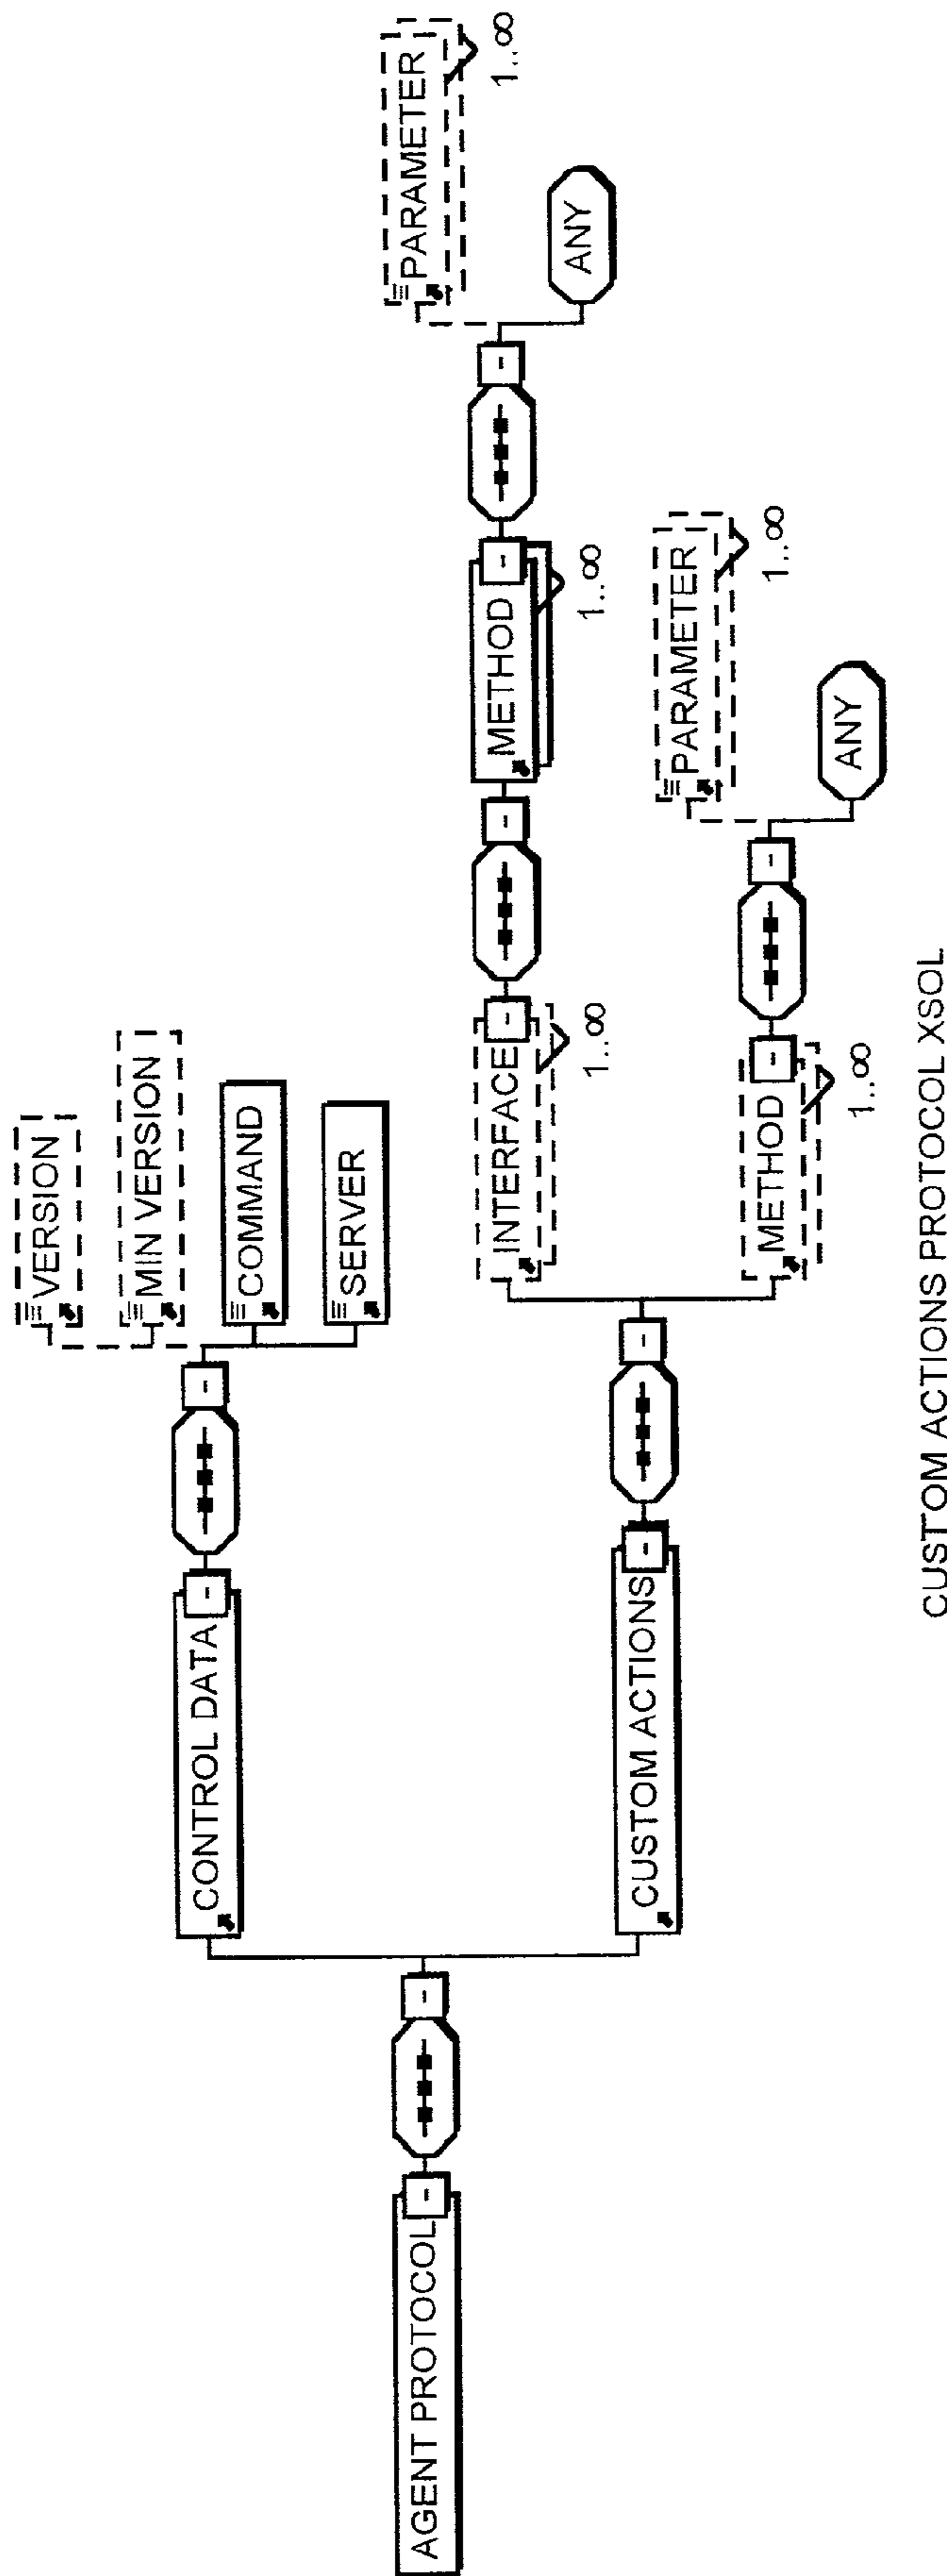 VERSION
MIN VERSION
COMMAND
SERVER
CONTROL DATA
AGENT PROTOCOL
CUSTOM ACTIONS
INTERFACE
1..∞
METHOD
1..∞
PARAMETER
1..∞
ANY
METHOD
1..∞
PARAMETER
1..∞
ANY
CUSTOM ACTIONS PROTOCOL XSOL